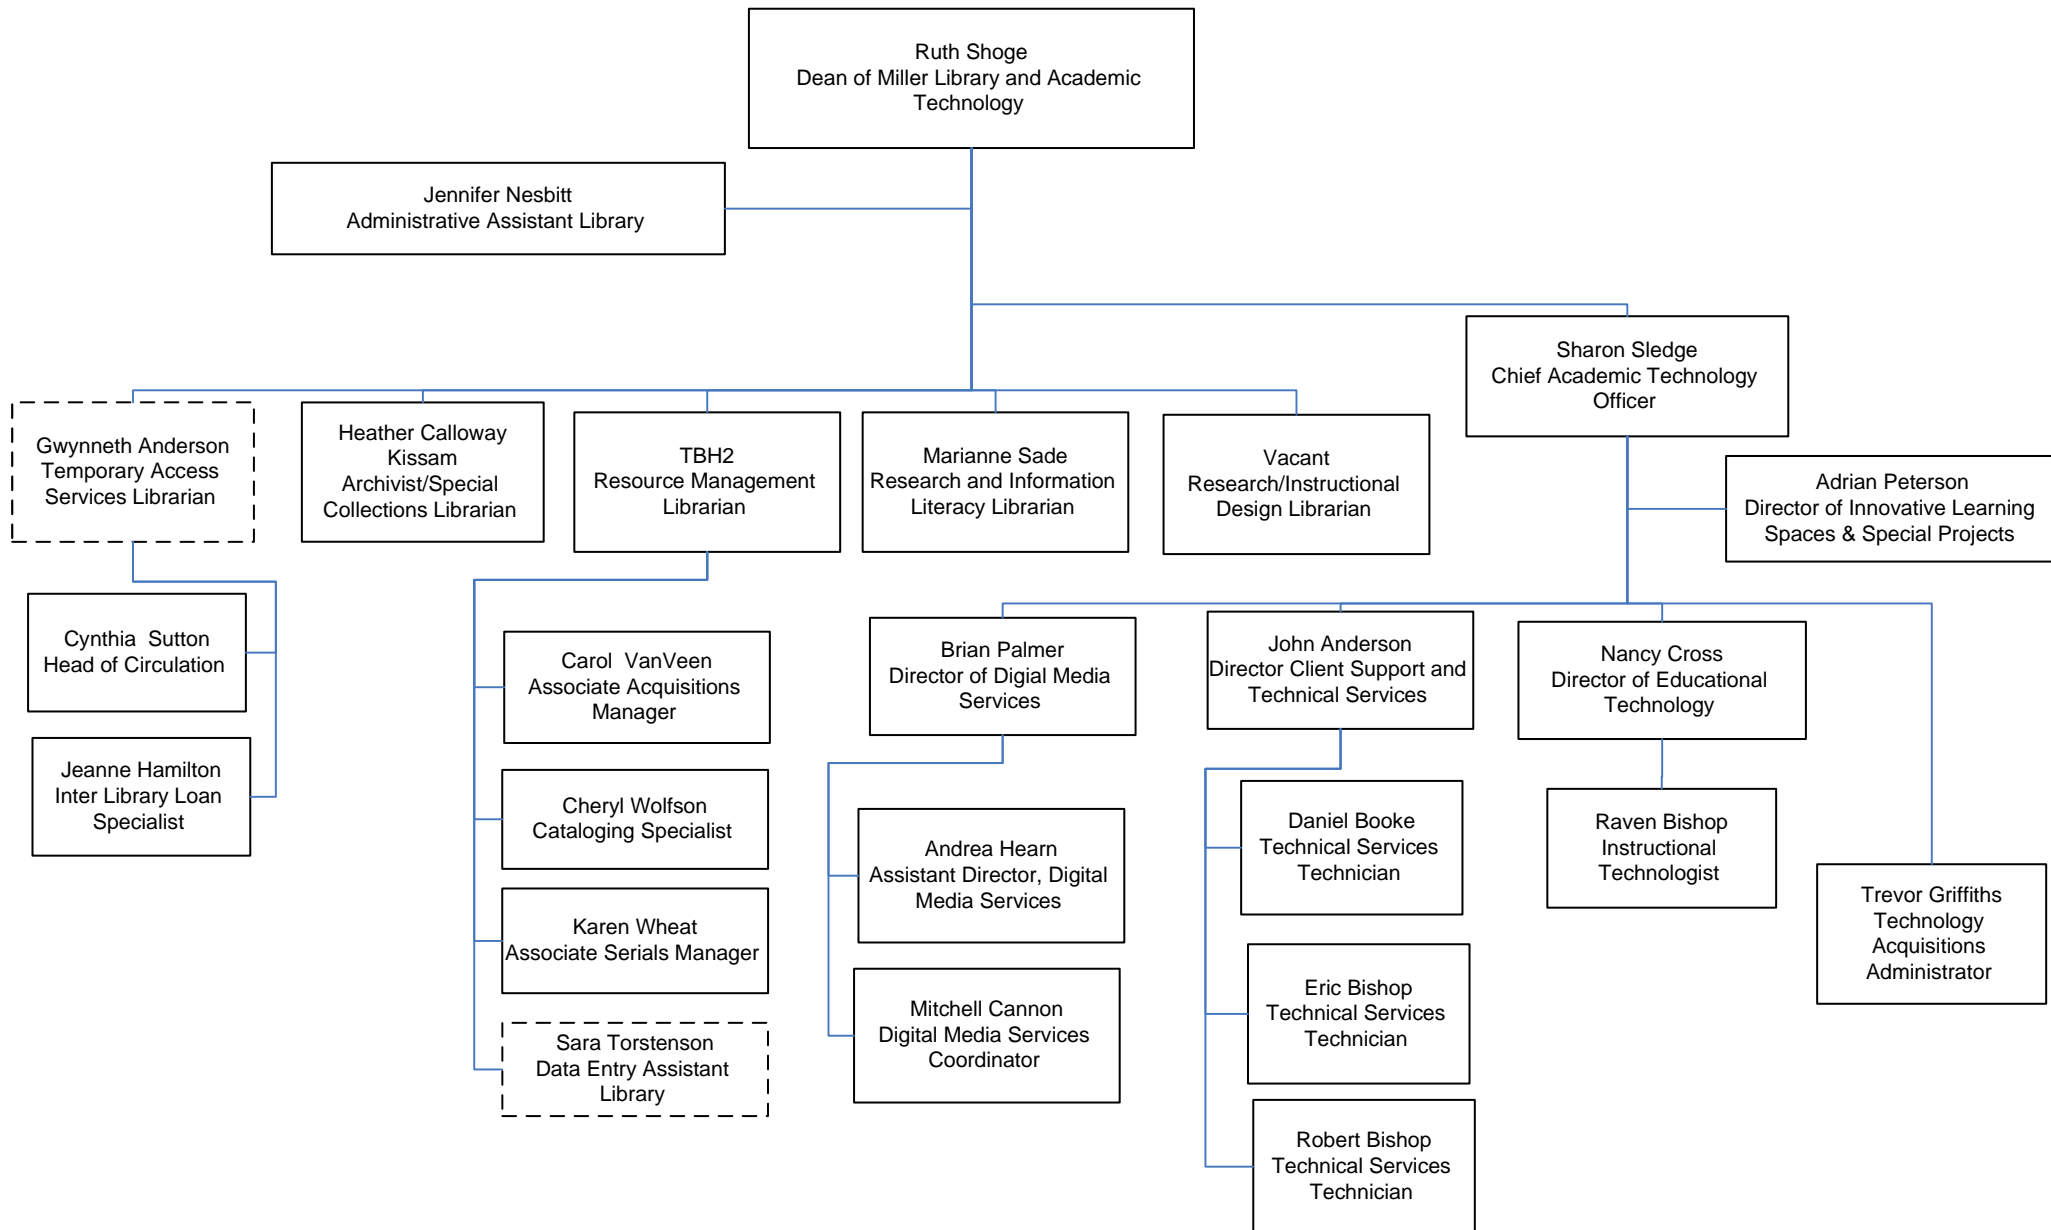 Ruth Shoge
Dean of Miller Library and Academic
Technology
Jennifer Nesbitt
Administrative Assistant Library
Sharon Sledge
Chief Academic Technology
Officer
Gwynneth Anderson
Temporary Access
Services Librarian
Heather Calloway
Kissam
Archivist/Special
Collections Librarian
TBH2
Resource Management
Librarian
Marianne Sade
Research and Information
Literacy Librarian
Vacant
Research/Instructional
Design Librarian
Adrian Peterson
Director of Innovative Learning
Spaces & Special Projects
Cynthia  Sutton
Head of Circulation
Jeanne Hamilton
Inter Library Loan
Specialist
Carol  VanVeen
Associate Acquisitions
Manager
Cheryl Wolfson
Cataloging Specialist
Karen Wheat
Associate Serials Manager
Sara Torstenson
Data Entry Assistant
Library
Brian Palmer
Director of Digial Media
Services
Andrea Hearn
Assistant Director, Digital
Media Services
Mitchell Cannon
Digital Media Services
Coordinator
John Anderson
Director Client Support and
Technical Services
Daniel Booke
Technical Services
Technician
Eric Bishop
Technical Services
Technician
Robert Bishop
Technical Services
Technician
Nancy Cross
Director of Educational
Technology
Raven Bishop
Instructional
Technologist
Trevor Griffiths
Technology
Acquisitions
Administrator